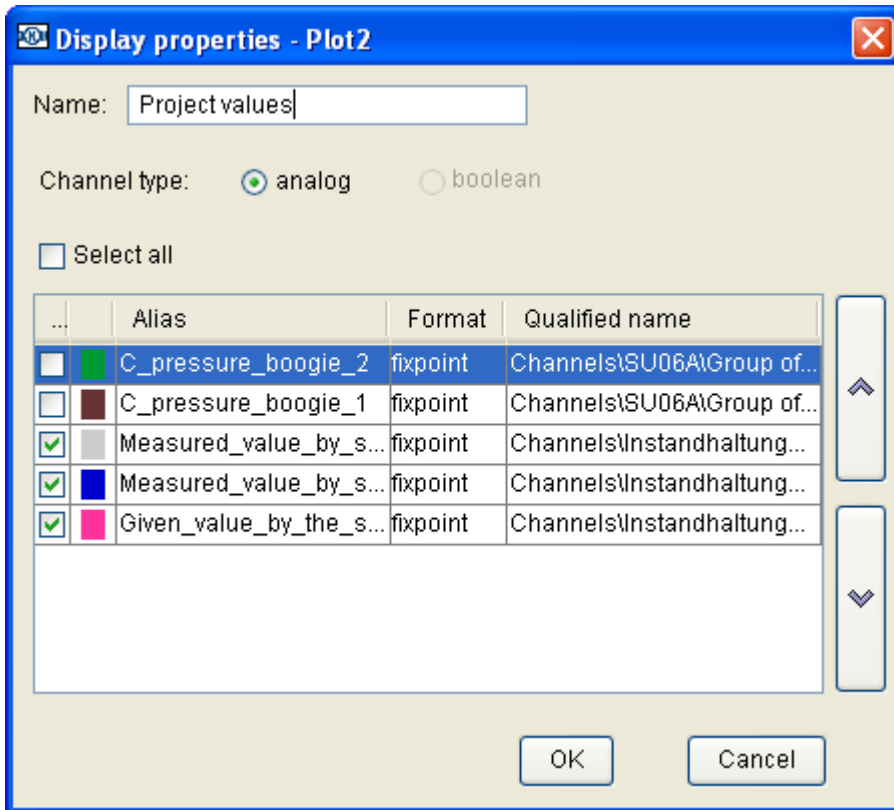 Display properties - Plot2
Name: Project values
Channel type: analog boolean
Select all
... Alias Format Qualified name
C_pressure_boogie_2 fixpoint Channels\SU06A\Group of...
C_pressure_boogie_1 fixpoint Channels\SU06A\Group of...
Measured_value_by_s... fixpoint Channels\Instandhaltung...
Measured_value_by_s... fixpoint Channels\Instandhaltung...
Given_value_by_the_s... fixpoint Channels\Instandhaltung...
OK Cancel